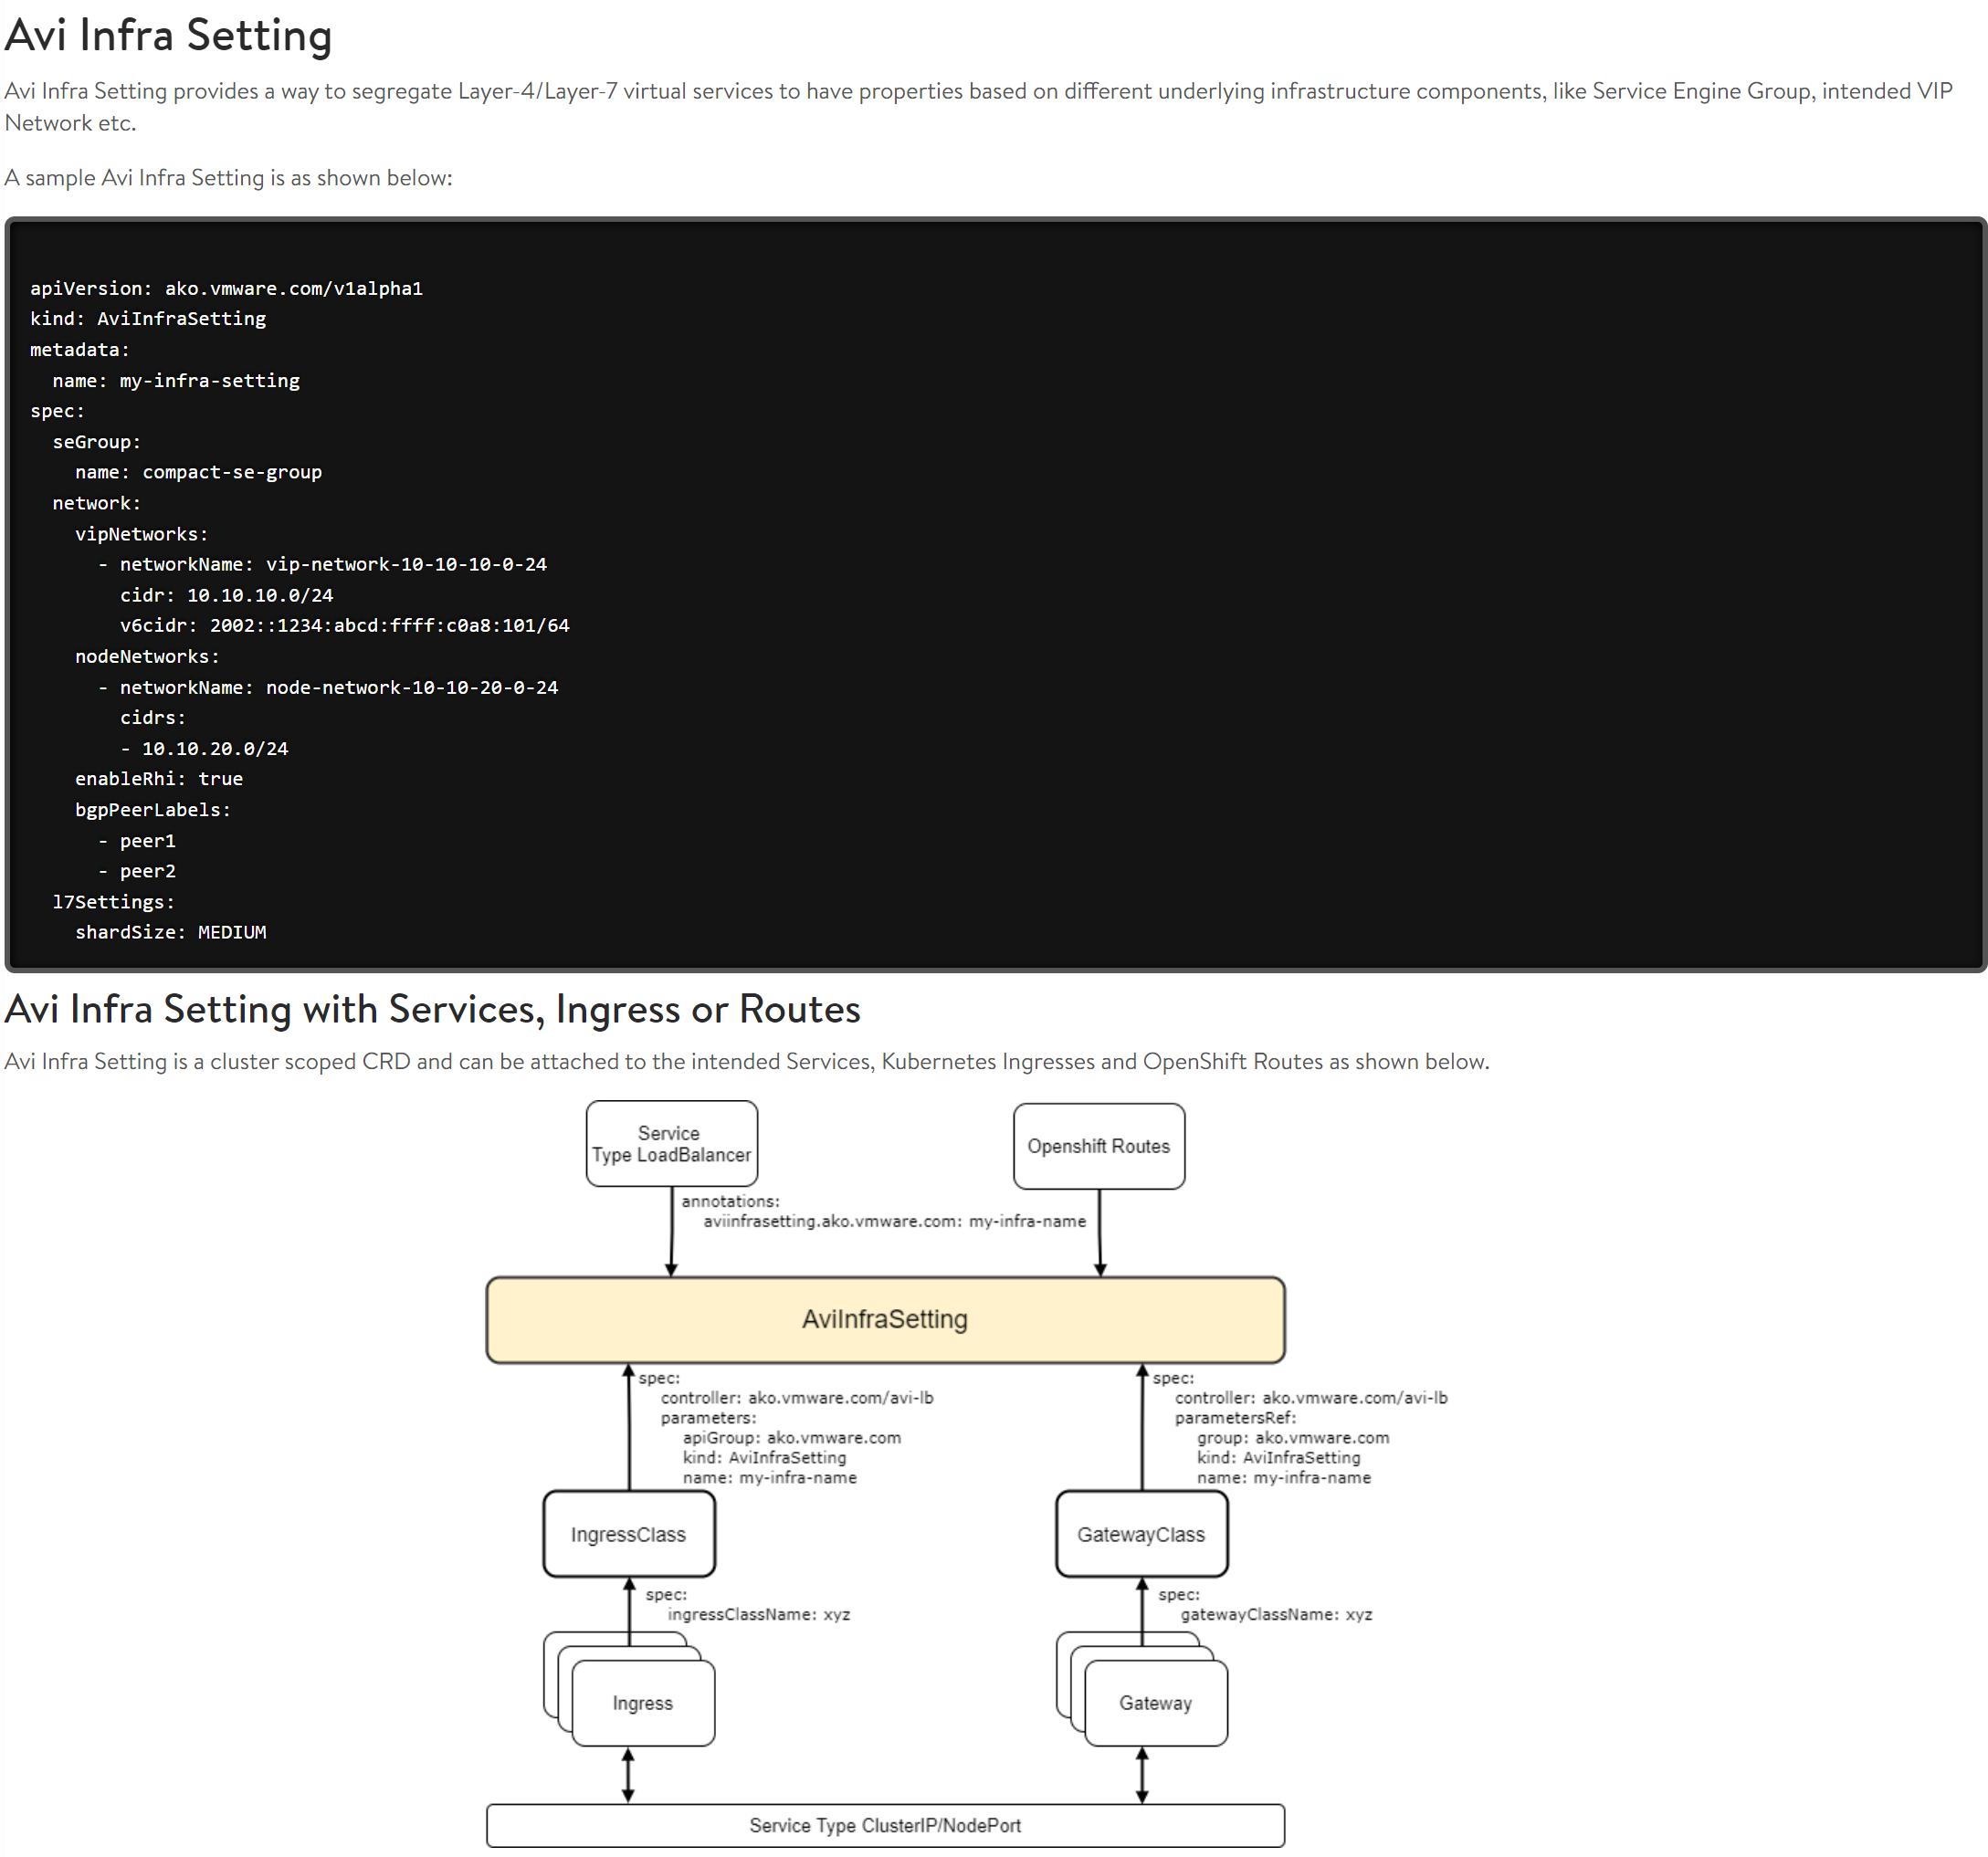 Avi Infra Setting
Avi Infra Setting provides a way to segregate Layer-4/Layer-7 virtual services to have properties based on different underlying infrastructure components, like Service Engine Group, intended VIP
Network etc.
A sample Avi Infra Setting is as shown below:
apiVersion: ako.vmware.com/v1alpha1
kind: AviInfraSetting
metadata:
  name: my-infra-setting
spec:
  seGroup:
    name: compact-se-group
  network:
    vipNetworks:
      - networkName: vip-network-10-10-10-0-24
        cidr: 10.10.10.0/24
        v6cidr: 2002::1234:abcd:ffff:c0a8:101/64
    nodeNetworks:
      - networkName: node-network-10-10-20-0-24
        cidrs:
        - 10.10.20.0/24
    enableRhi: true
    bgpPeerLabels:
      - peer1
      - peer2
  l7Settings:
    shardSize: MEDIUM
Avi Infra Setting with Services, Ingress or Routes
Avi Infra Setting is a cluster scoped CRD and can be attached to the intended Services, Kubernetes Ingresses and OpenShift Routes as shown below.
Service
Type LoadBalancer
Openshift Routes
annotations:
aviinfrasetting.ako.vmware.com: my-infra-name
AviInfraSetting
spec:
controller: ako.vmware.com/avi-lb
parameters:
apiGroup: ako.vmware.com
kind: AviInfraSetting
name: my-infra-name
spec:
controller: ako.vmware.com/avi-lb
parametersRef:
group: ako.vmware.com
kind: AviInfraSetting
name: my-infra-name
IngressClass
GatewayClass
spec:
ingressClassName: xyz
spec:
gatewayClassName: xyz
Ingress
Gateway
Service Type ClusterIP/NodePort